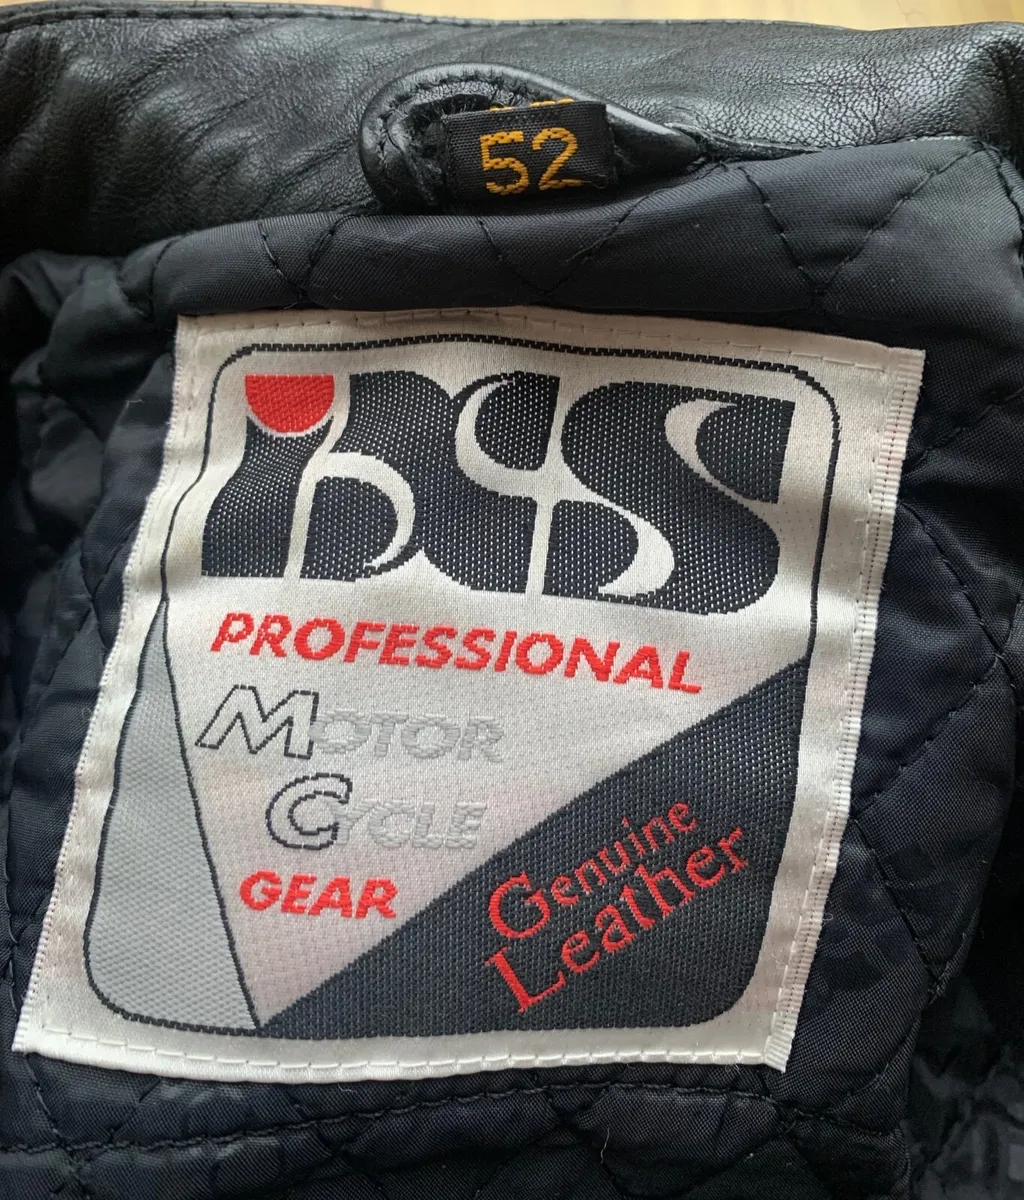 52
iXS
PROFESSIONAL
MOTOR
CYCLE
GEAR
Genuine
Leather